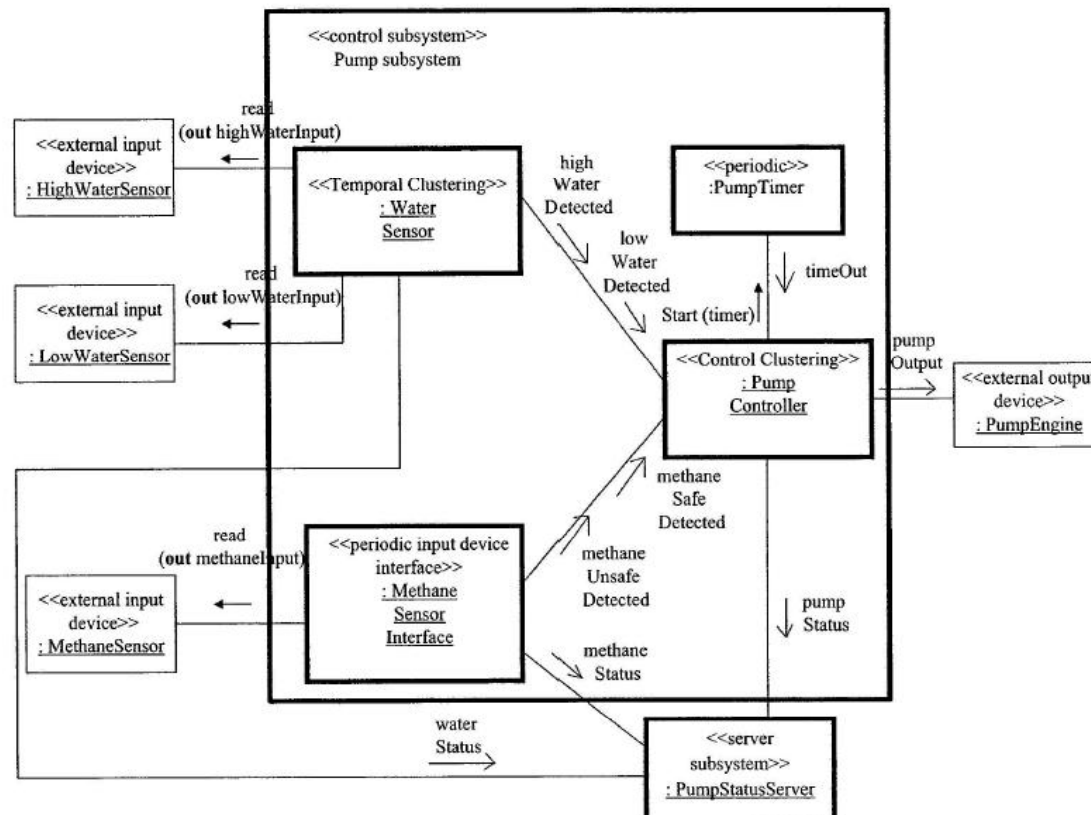 <<control subsystem>>
Pump subsystem
read
(out highWaterInput)
<<external input
device>>
: HighWaterSensor
<<Temporal Clustering>>
: Water
Sensor
high
Water
Detected
low
Water
Detected
<<periodic>>
:PumpTimer
timeOut
Start (timer)
read
(out lowWaterInput)
<<external input
device>>
: LowWaterSensor
<<Control Clustering>>
: Pump
Controller
pump
Output
<<external output
device>>
: PumpEngine
read
(out methaneInput)
<<external input
device>>
: MethaneSensor
<<periodic input device
interface>>
: Methane
Sensor
Interface
methane
Safe
Detected
methane
Unsafe
Detected
methane
Status
pump
Status
water
Status
<<server
subsystem>>
: PumpStatusServer